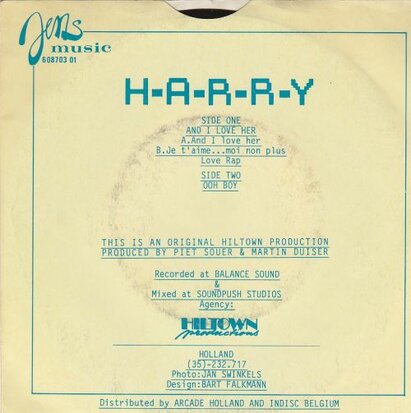 Jens
music
608703 01
H-A-R-R-Y
SIDE ONE
AND I LOVE HER
A.And I love her
B.Je t'aime...moi non plus
Love Rap
SIDE TWO
OOH BOY
THIS IS AN ORIGINAL HILTOWN PRODUCTION
PRODUCED BY PIET SOUER & MARTIN DUISER
Recorded at BALANCE SOUND
&
Mixed at SOUNDPUSH STUDIOS
Agency:
HILTOWN
productions
HOLLAND
(35)-232.717
Photo:JAN SWINKELS
Design:BART FALKMANN
Distributed by ARCADE HOLLAND AND INDISC BELGIUM